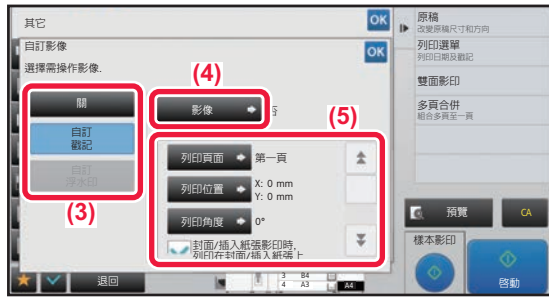 其它
OK
自訂影像
OK
選擇需操作影像.
(4)
關
影像
否
(5)
自訂
戳記
自訂
浮水印
(3)
列印頁面
第一頁
列印位置
X: 0 mm
Y: 0 mm
列印角度
0°
封面/插入紙張影印時,
列印在封面/插入紙張上
退回
3 B4
4 A3
A4
原稿
改變原稿尺寸和方向
列印選單
列印日期及戳記
雙面影印
多頁合併
組合多頁至一頁
預覽
CA
樣本影印
啓動